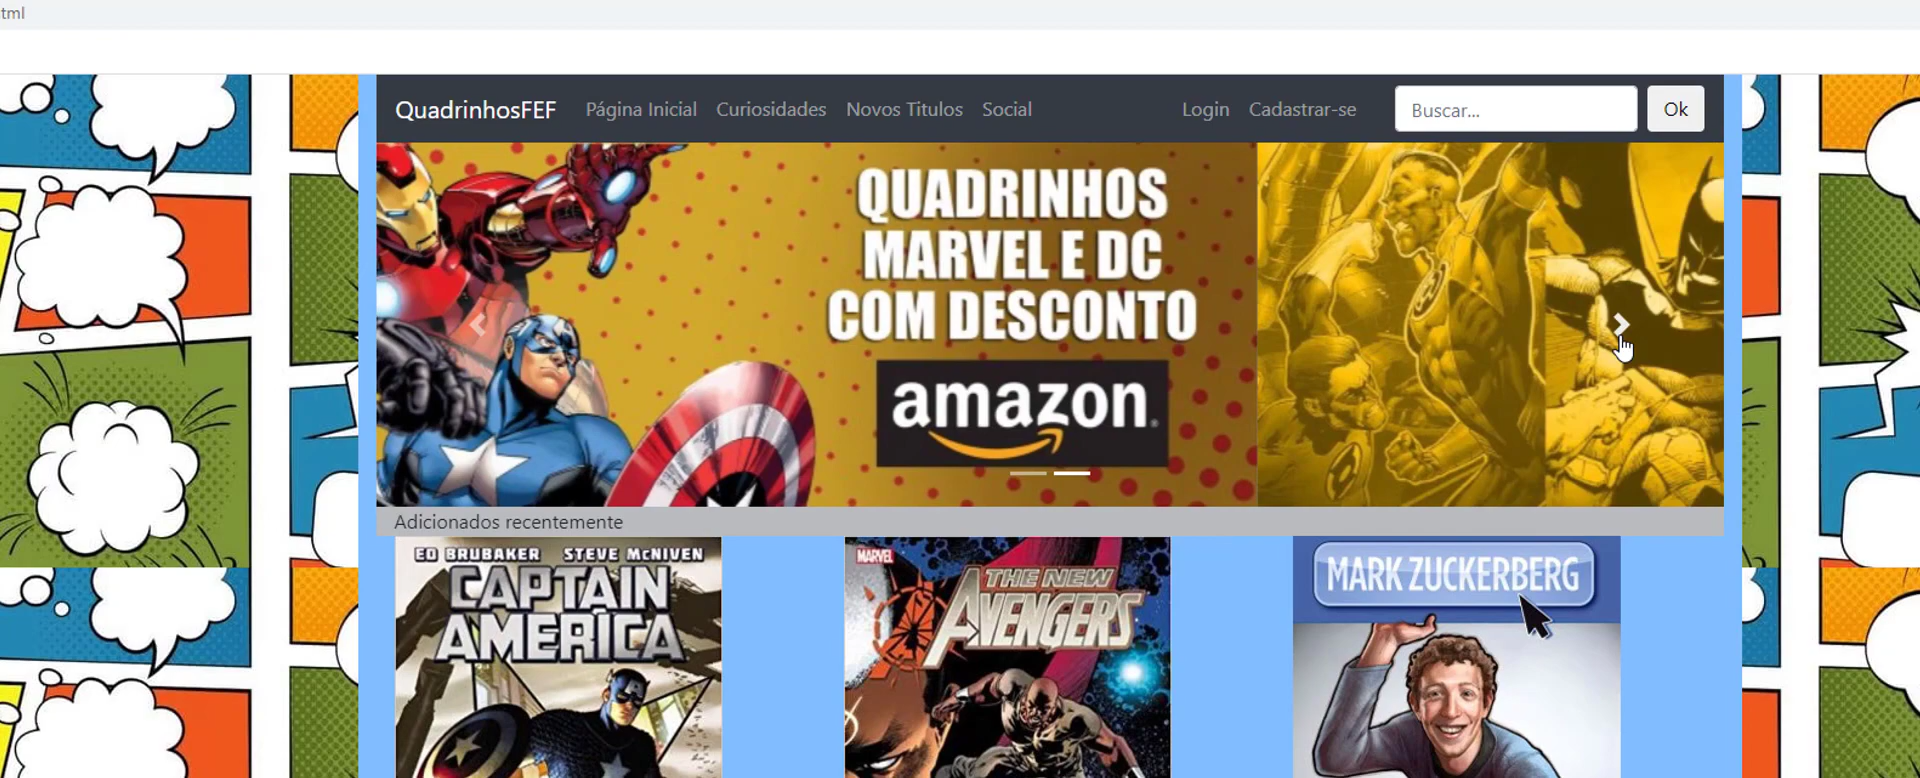 tml
QuadrinhosFEF Página Inicial Curiosidades Novos Titulos Social Login Cadastrar-se Buscar... Ok
QUADRINHOS
MARVEL E DC
COM DESCONTO
amazon
Adicionados recentemente
ED BRUBAKER STEVE McNIVEN
CAPTAIN
AMERICA
MARVEL
THE NEW
AVENGERS
MARK ZUCKERBERG